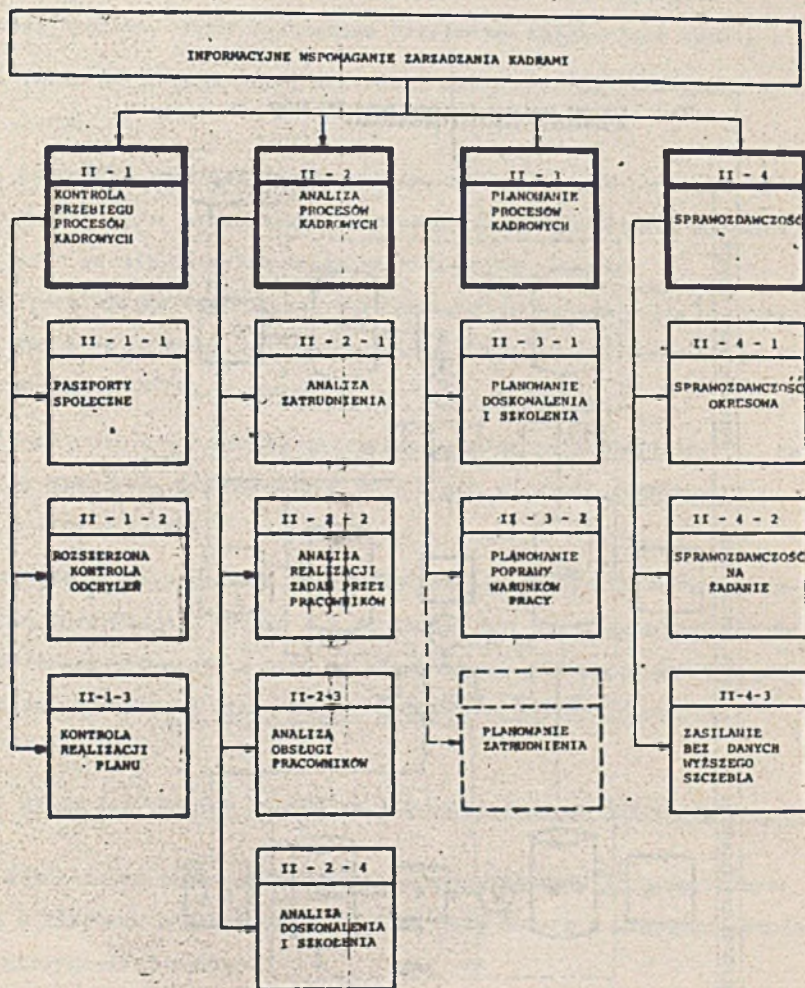 INFORMACYJNE WSPOMAGANIE ZARZADZANIA KADRAMI
II - 1
KONTROLA
PRZEBIEGU
PROCESÓW
KADROWYCH
II - 2
ANALIZA
PROCESÓW
KADROWYCH
II - 3
PLANOWANIE
PROCESÓW
KADROWYCH
II - 4
SPRAWOZDAWCZOŚĆ
II - 1 - 1
PASZPORTY
SPOŁECZNE
II - 2 - 1
ANALIZA
ZATRUDNIENIA
II - 3 - 1
PLANOWANIE
DOSKONALENIA
I SZKOLENIA
II - 4 - 1
SPRAWOZDAWCZOŚĆ
OKRESOWA
II - 1 - 2
ROZSZERZONA
KONTROLA
ODCHYLEŃ
II - 2 - 2
ANALIZA
REALIZACJI
ZADAŃ PRZEZ
PRACOWNIKÓW
II - 3 - 2
PLANOWANIE
POPRAWY
WARUNKÓW
PRACY
II - 4 - 2
SPRAWOZDAWCZOŚĆ
NA
ŻADANIE
II-1-3
KONTROLA
REALIZACJI
PLANU
II-2-3
ANALIZA
OBSŁUGI
PRACOWNIKÓW
PLANOWANIE
ZATRUDNIENIA
II-4-3
ZASILANIE
BEZ DANYCH
WYŻSZEGO
SZCZEBLA
II - 2 - 4
ANALIZA
DOSKONALENIA
I SZKOLENIA